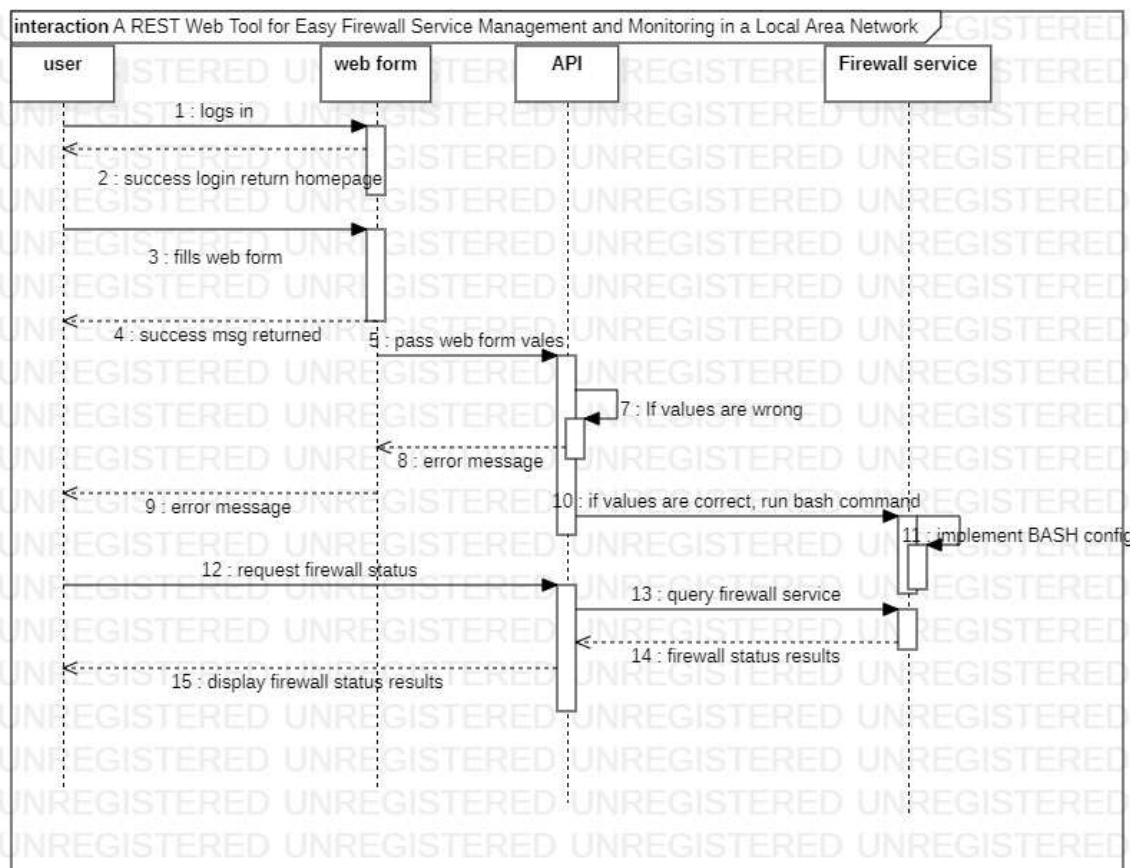 interaction A REST Web Tool for Easy Firewall Service Management and Monitoring in a Local Area Network
user
web form
API
Firewall service
1 : logs in
2 : success login return homepage
3 : fills web form
4 : success msg returned
5 : pass web form vales
7 : If values are wrong
8 : error message
9 : error message
10 : if values are correct, run bash command
11 : implement BASH config
12 : request firewall status
13 : query firewall service
14 : firewall status results
15 : display firewall status results
UNREGISTERED UNREGISTERED UNREGISTERED UNREGISTERED